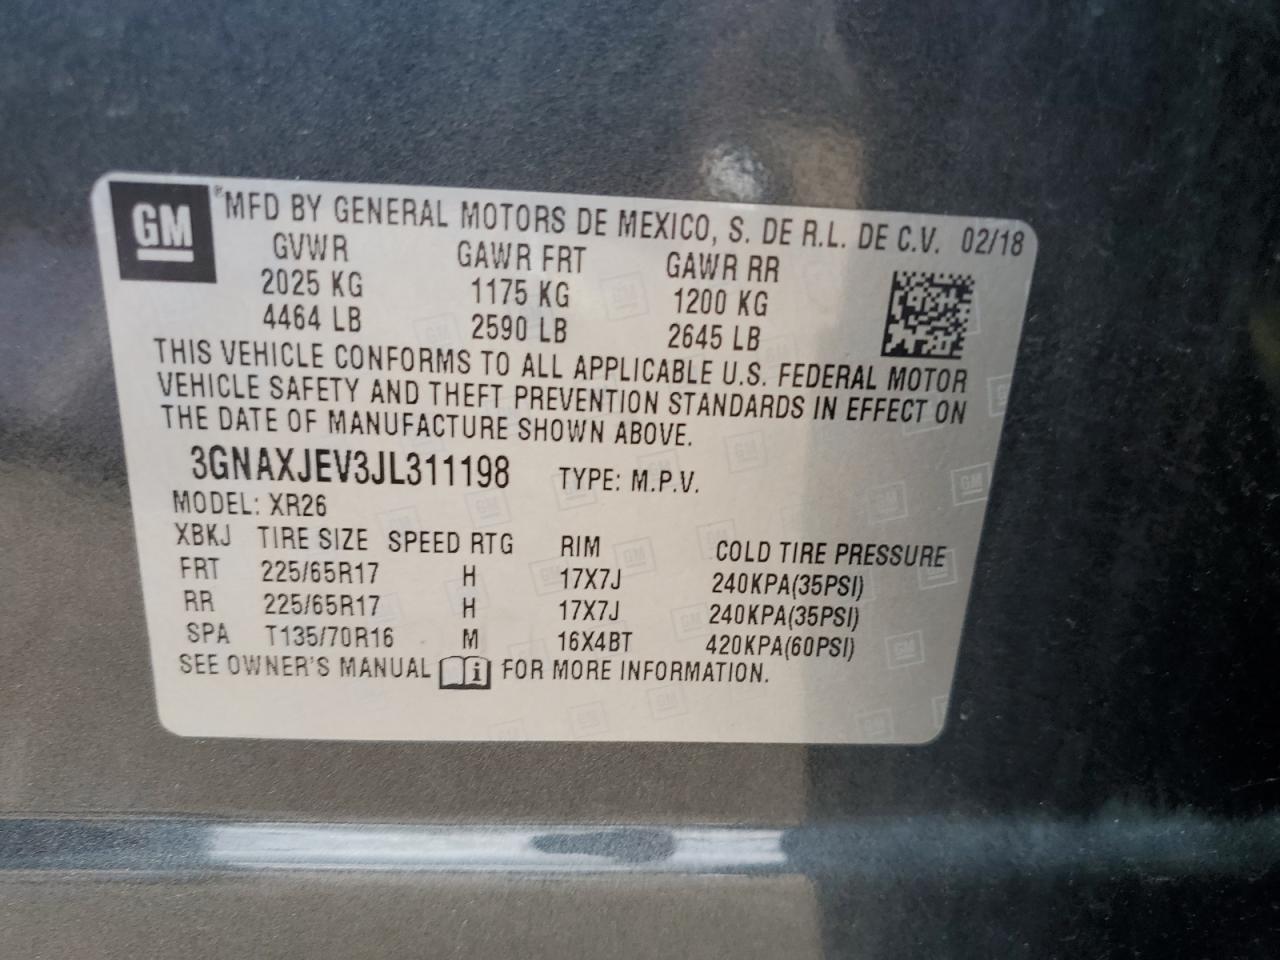 GM
® MFD BY GENERAL MOTORS DE MEXICO, S. DE R.L. DE C.V. 02/18
GVWR GAWR FRT GAWR RR
2025 KG 1175 KG 1200 KG
4464 LB 2590 LB 2645 LB
THIS VEHICLE CONFORMS TO ALL APPLICABLE U.S. FEDERAL MOTOR
VEHICLE SAFETY AND THEFT PREVENTION STANDARDS IN EFFECT ON
THE DATE OF MANUFACTURE SHOWN ABOVE.
3GNAXJEV3JL311198 TYPE: M.P.V.
MODEL: XR26
XBKJ TIRE SIZE SPEED RTG RIM COLD TIRE PRESSURE
FRT 225/65R17 H 17X7J 240KPA(35PSI)
RR 225/65R17 H 17X7J 240KPA(35PSI)
SPA T135/70R16 M 16X4BT 420KPA(60PSI)
SEE OWNER'S MANUAL i FOR MORE INFORMATION.